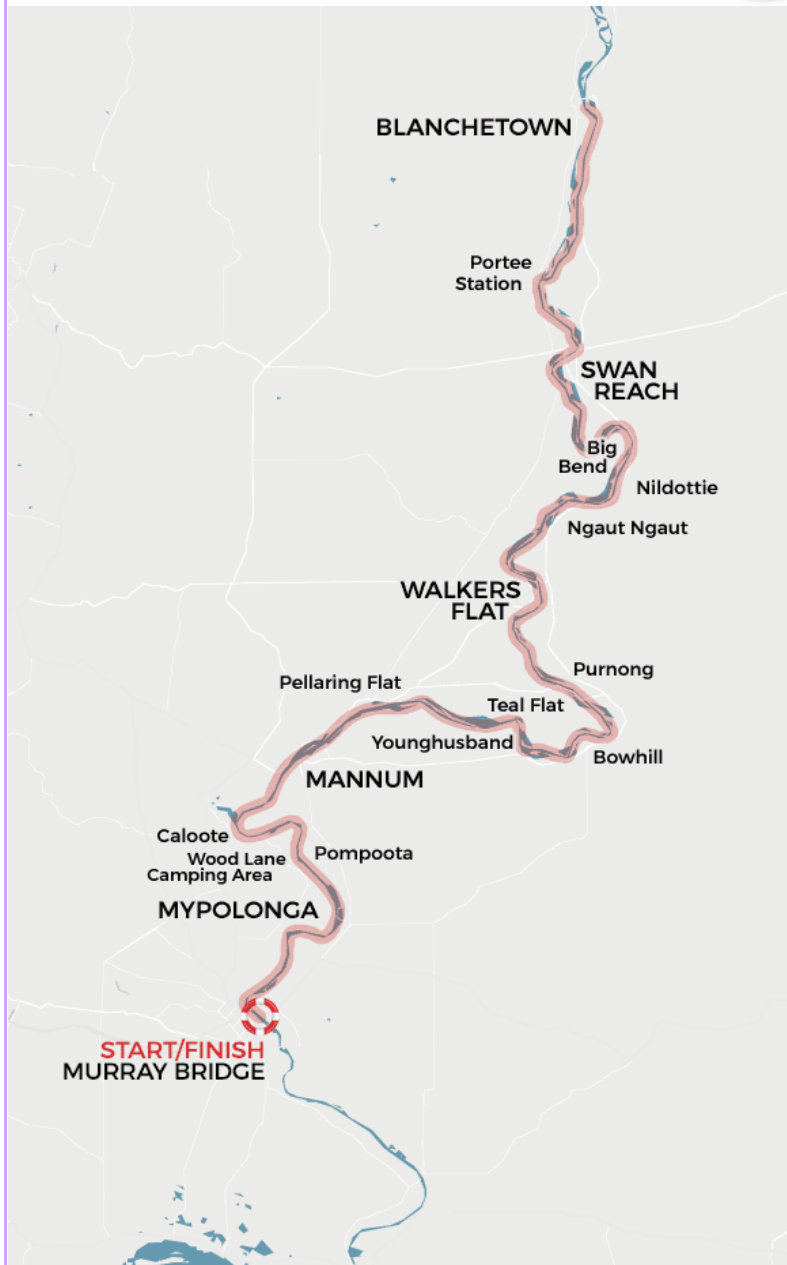 BLANCHETOWN
Portee
Station
SWAN
REACH
Big
Bend
Nildottie
Ngaut Ngaut
WALKERS
FLAT
Purnong
Pellaring Flat
Teal Flat
Younghusband
Bowhill
MANNUM
Caloote
Wood Lane
Camping Area
Pompoota
MYPOLONGA
START/FINISH
MURRAY BRIDGE